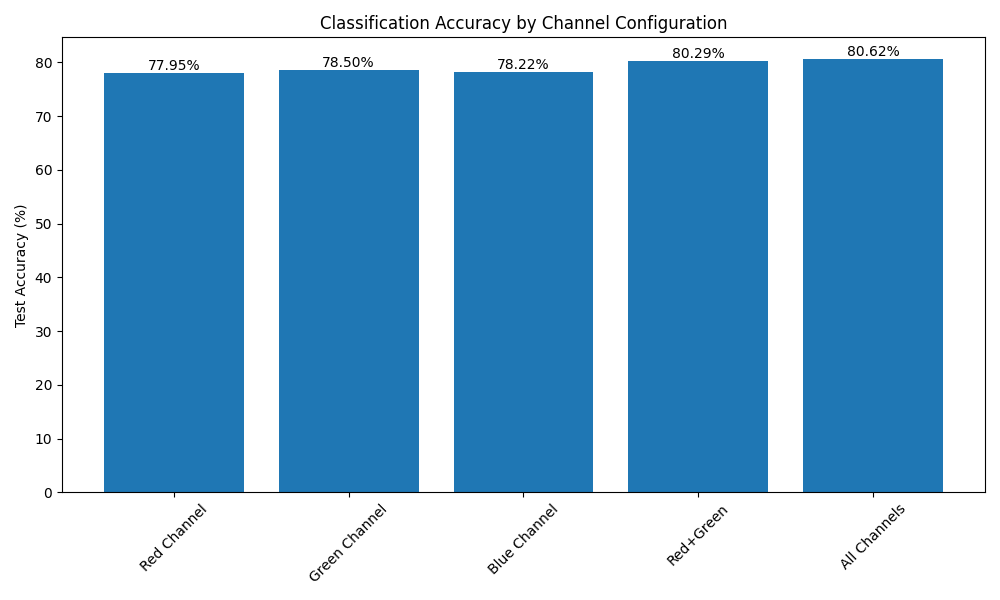 Classification Accuracy by Channel Configuration
Test Accuracy (%)
80
70
60
50
40
30
20
10
0
77.95%
78.50%
78.22%
80.29%
80.62%
Red Channel
Green Channel
Blue Channel
Red+Green
All Channels